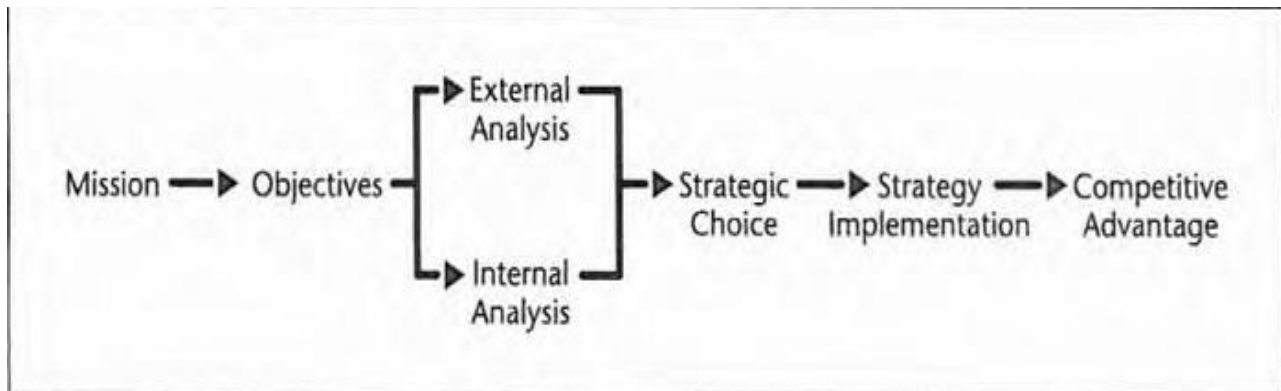 External
Analysis
Mission
Objectives
Strategic
Choice
Strategy
Implementation
Competitive
Advantage
Internal
Analysis